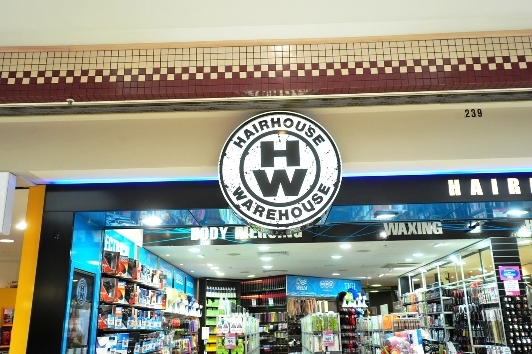 239
HAIRHOUSE
HW
WAREHOUSE
HAIR
BODY PIERCING
WAXING